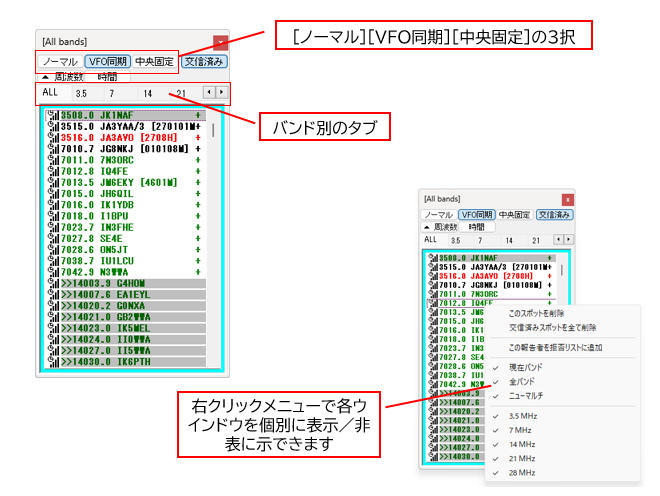 [All bands]
[ノーマル][VFO同期][中央固定]の3択
ノーマル VFO同期 中央固定 交信済み
周波数 時間
ALL 3.5 7 14 21
バンド別のタブ
3508.0 JK1NAF +
3515.0 JA3YAA/3 [270101M+
3516.0 JA3AYO [2708H] +
7010.7 JG8NKJ [010108M] +
7011.0 7N3ORC +
7012.8 IQ4FE +
7013.5 JM6EKY [4601M] +
7015.0 JH6QIL +
7016.0 IK1YDB +
7018.0 I1BPU +
7023.7 IN3FHE +
7027.8 SE4E +
7028.6 ON5JT +
7038.7 IU1LCU +
7042.9 N3WWA +
>>14003.9 G4HOM
>>14007.6 EA1EYL
>>14020.2 G0NXA
>>14021.0 GB2WWA
>>14023.0 IK5MEL
>>14024.0 II0WWA
>>14027.0 II5WWA
>>14030.0 IK6PTH
[All bands]
ノーマル VFO同期 中央固定 交信済み
周波数 時間
ALL 3.5 7 14 21
3508.0 JK1NAF +
3515.0 JA3YAA/3 [270101M+
3516.0 JA3AYO [2708H] +
7010.7 JG8NKJ [010108M] +
7011.0 7N3ORC +
7012.8 IQ4FE
7013.5 JM6
7015.0 JH6
7016.0 IK1
7018.0 I1B
7023.7 IN3
7027.8 SE4
7028.6 ON5
7038.7 IU1
7042.9 N3W
>>14003.9
>>14007.6
>>14020.2
>>14021.0
>>14023.0
>>14024.0
>>14027.0
>>14030.0
このスポットを削除
交信済みスポットを全て削除
この報告者を拒否リストに追加
現在バンド
全バンド
ニューマルチ
3.5 MHz
7 MHz
14 MHz
21 MHz
28 MHz
右クリックメニューで各ウ
インドウを個別に表示／非
表に示できます